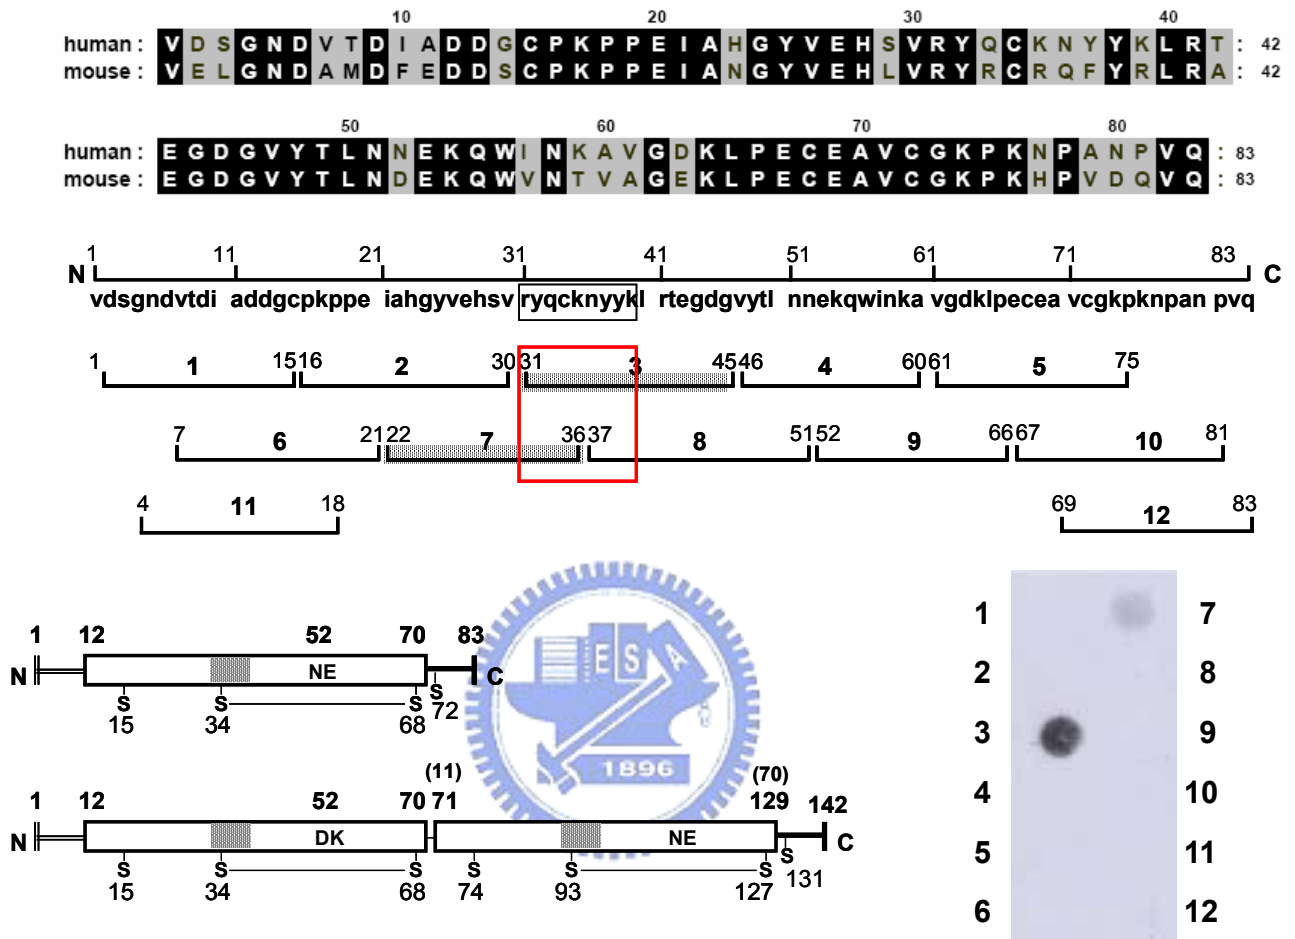 10 20 30 40
human : V D S G N D V T D I A D D G C P K P P E I A H G Y V E H S V R Y Q C K N Y Y K L R T : 42
mouse : V E L G N D A M D F E D D S C P K P P E I A N G Y V E H L V R Y R C R Q F Y R L R A : 42
50 60 70 80
human : E G D G V Y T L N N E K Q W I N K A V G D K L P E C E A V C G K P K N P A N P V Q : 83
mouse : E G D G V Y T L N D E K Q W V N T V A G E K L P E C E A V C G K P K H P V D Q V Q : 83
1 11 21 31 41 51 61 71 83
N C
vdsgndvtdi addgcpkppe iahgyvehsv ryqcknyykl rtegdgvytl nnekqwinka vgdklpecea vcgkpknpan pvq
1 1 15 16 2 30 31 3 45 46 4 60 61 5 75
7 6 21 22 7 36 37 8 51 52 9 66 67 10 81
4 11 18 69 12 83
1 12 52 70 83
N NE C
S S S S
15 34 68 72
(11) (70)
1 12 52 70 71 129 142
N DK NE C
S S S S S S S
15 34 68 74 93 127 131
E S A
1896
1 7
2 8
3 9
4 10
5 11
6 12